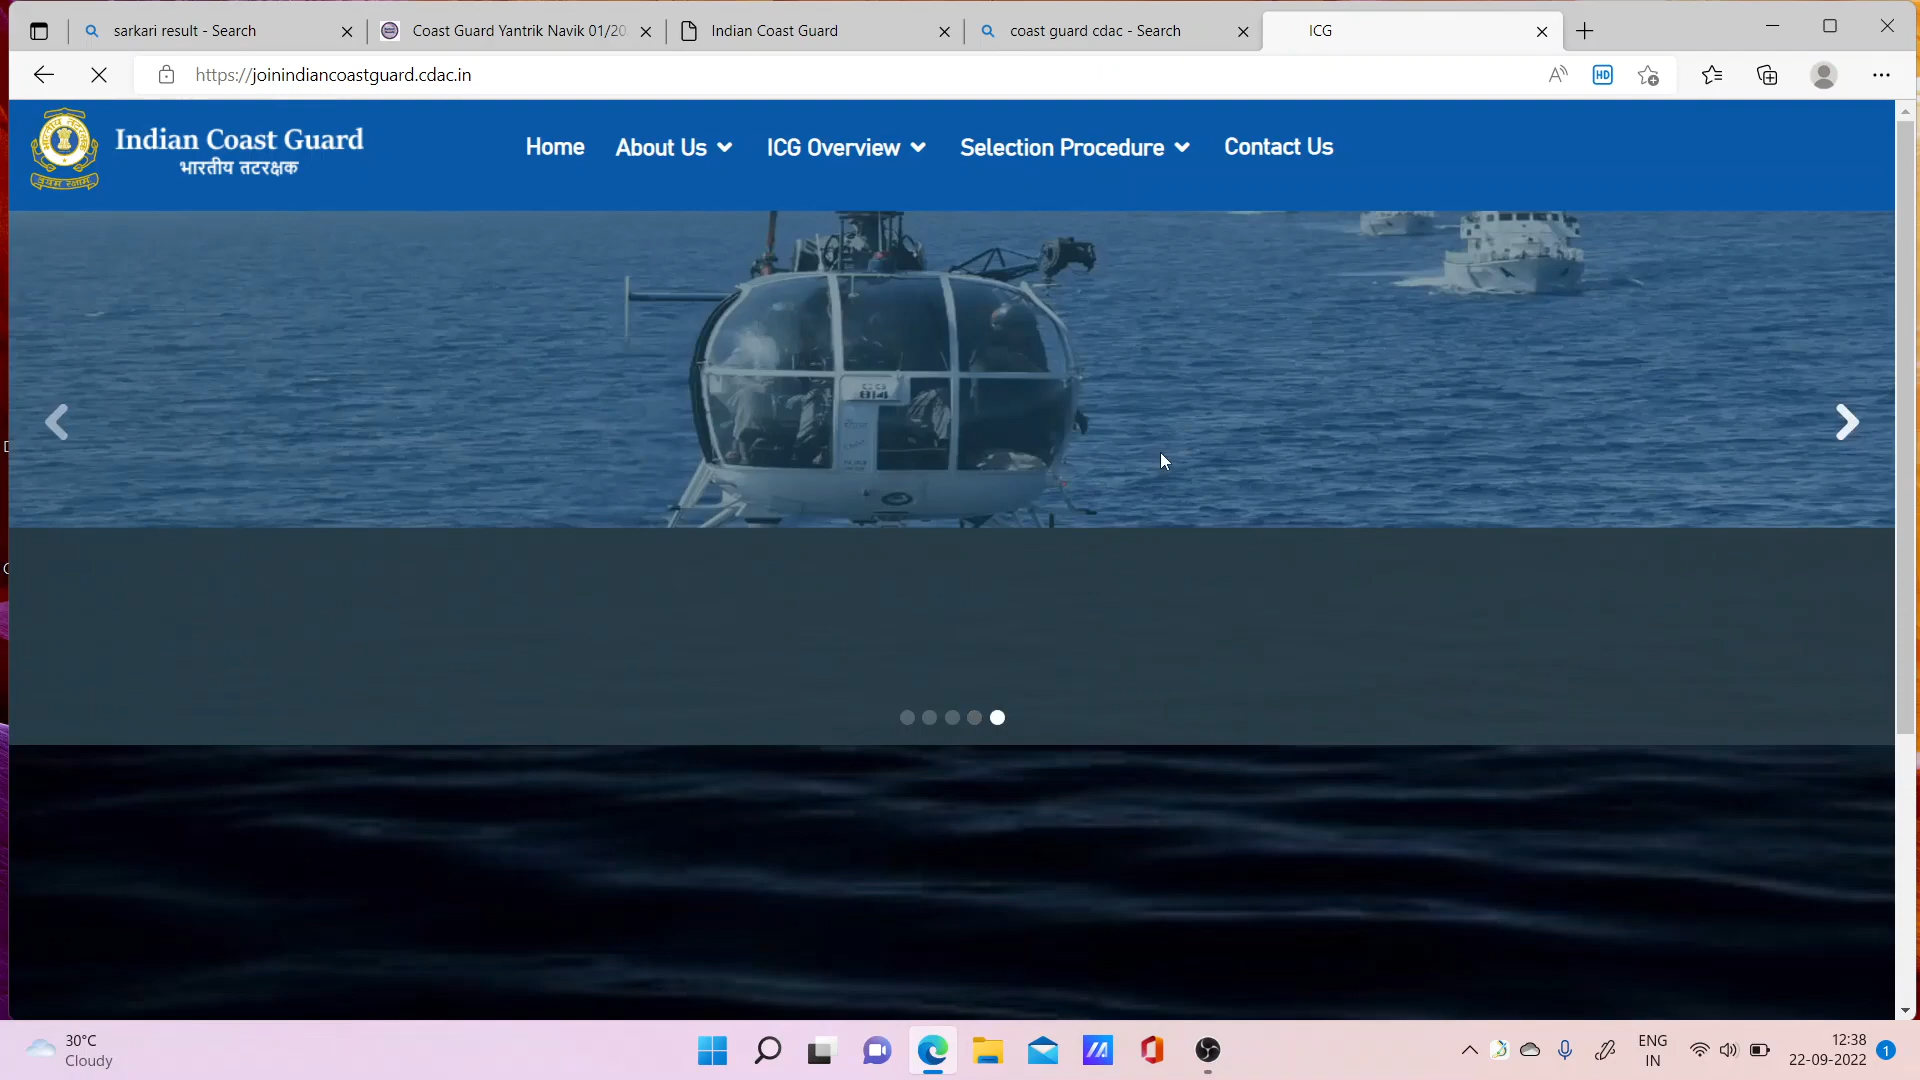 sarkari result - Search
Coast Guard Yantrik Navik 01/20
Indian Coast Guard
coast guard cdac - Search
ICG
https://joinindiancoastguard.cdac.in
HD
Indian Coast Guard
भारतीय तटरक्षक
Home
About Us
ICG Overview
Selection Procedure
Contact Us
30°C
Cloudy
ENG
IN
12:38
22-09-2022
1